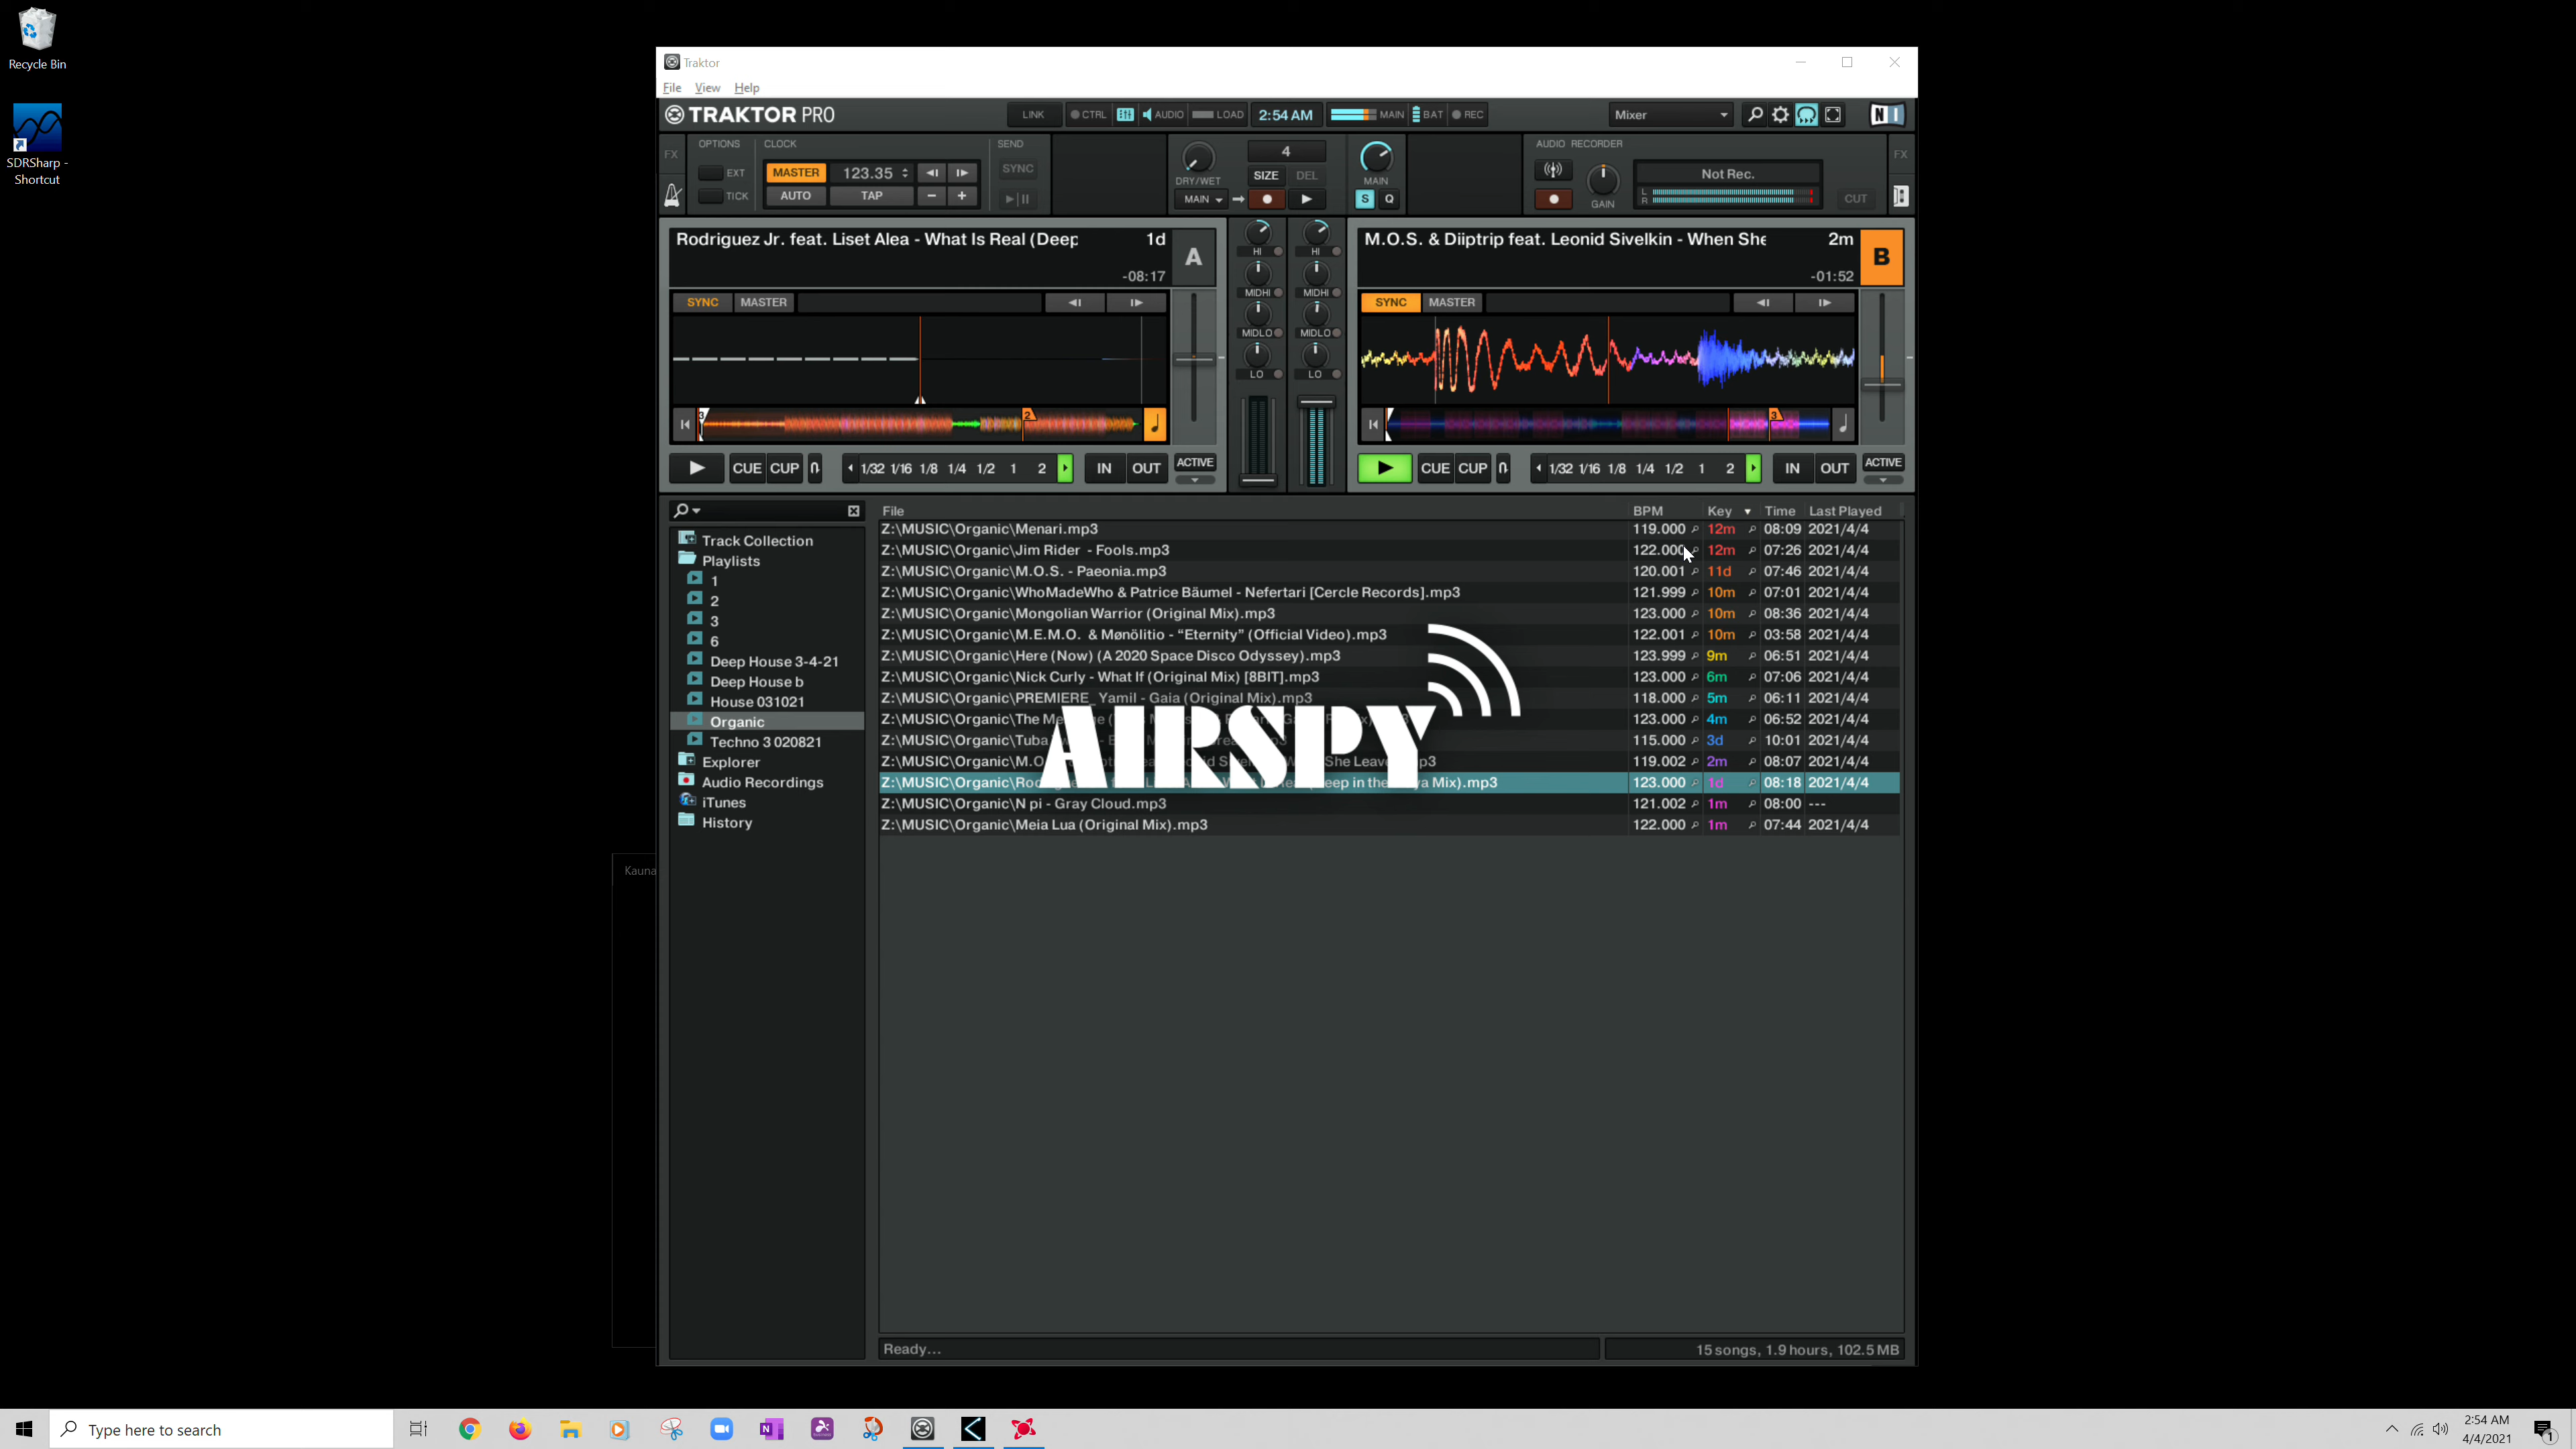 Recycle Bin
SDRSharp -
Shortcut
Traktor
File View Help
TRAKTOR PRO
LINK CTRL AUDIO LOAD 2:54 AM MAIN BAT REC Mixer N I
FX OPTIONS CLOCK SEND AUDIO RECORDER FX
EXT MASTER 123.35 SYNC DRY/WET 4 SIZE DEL MAIN Not Rec.
TICK AUTO TAP − + MAIN S Q GAIN L R CUT
Rodriguez Jr. feat. Liset Alea - What Is Real (Deep 1d A
-08:17
SYNC MASTER
3 2
CUE CUP 1/32 1/16 1/8 1/4 1/2 1 2 IN OUT ACTIVE
HI HI
MIDHI MIDHI
MIDLO MIDLO
LO LO
M.O.S. & Diiptrip feat. Leonid Sivelkin - When She 2m B
-01:52
SYNC MASTER
3
CUE CUP 1/32 1/16 1/8 1/4 1/2 1 2 IN OUT ACTIVE
Track Collection
Playlists
1
2
3
6
Deep House 3-4-21
Deep House b
House 031021
Organic
Techno 3 020821
Explorer
Audio Recordings
iTunes
History
File BPM Key Time Last Played
Z:\MUSIC\Organic\Menari.mp3 119.000 12m 08:09 2021/4/4
Z:\MUSIC\Organic\Jim Rider - Fools.mp3 122.000 12m 07:26 2021/4/4
Z:\MUSIC\Organic\M.O.S. - Paeonia.mp3 120.001 11d 07:46 2021/4/4
Z:\MUSIC\Organic\WhoMadeWho & Patrice Bäumel - Nefertari [Cercle Records].mp3 121.999 10m 07:01 2021/4/4
Z:\MUSIC\Organic\Mongolian Warrior (Original Mix).mp3 123.000 10m 08:36 2021/4/4
Z:\MUSIC\Organic\M.E.M.O. & Mønölitio - “Eternity” (Official Video).mp3 122.001 10m 03:58 2021/4/4
Z:\MUSIC\Organic\Here (Now) (A 2020 Space Disco Odyssey).mp3 123.999 9m 06:51 2021/4/4
Z:\MUSIC\Organic\Nick Curly - What If (Original Mix) [8BIT].mp3 123.000 6m 07:06 2021/4/4
Z:\MUSIC\Organic\PREMIERE_ Yamil - Gaia (Original Mix).mp3 118.000 5m 06:11 2021/4/4
Z:\MUSIC\Organic\The 123.000 4m 06:52 2021/4/4
Z:\MUSIC\Organic\Tuba 115.000 3d 10:01 2021/4/4
Z:\MUSIC\Organic\M.O. She 119.002 2m 08:07 2021/4/4
Z:\MUSIC\Organic\ in the Mix).mp3 123.000 1d 08:18 2021/4/4
Z:\MUSIC\Organic\N pi - Gray Cloud.mp3 121.002 1m 08:00 ---
Z:\MUSIC\Organic\Meia Lua (Original Mix).mp3 122.000 1m 07:44 2021/4/4
AIRSPY
Kauna
Ready...
15 songs, 1.9 hours, 102.5 MB
Type here to search
2:54 AM
4/4/2021
1